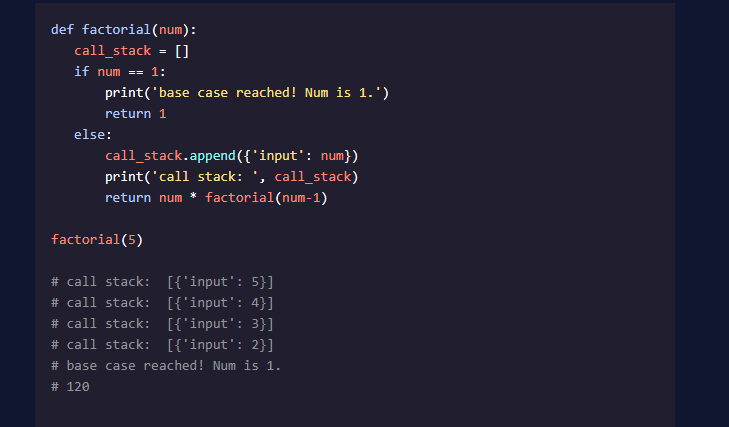 def factorial(num):
   call_stack = []
   if num == 1:
       print('base case reached! Num is 1.')
       return 1
   else:
       call_stack.append({'input': num})
       print('call stack: ', call_stack)
       return num * factorial(num-1)

factorial(5)

# call stack:  [{'input': 5}]
# call stack:  [{'input': 4}]
# call stack:  [{'input': 3}]
# call stack:  [{'input': 2}]
# base case reached! Num is 1.
# 120